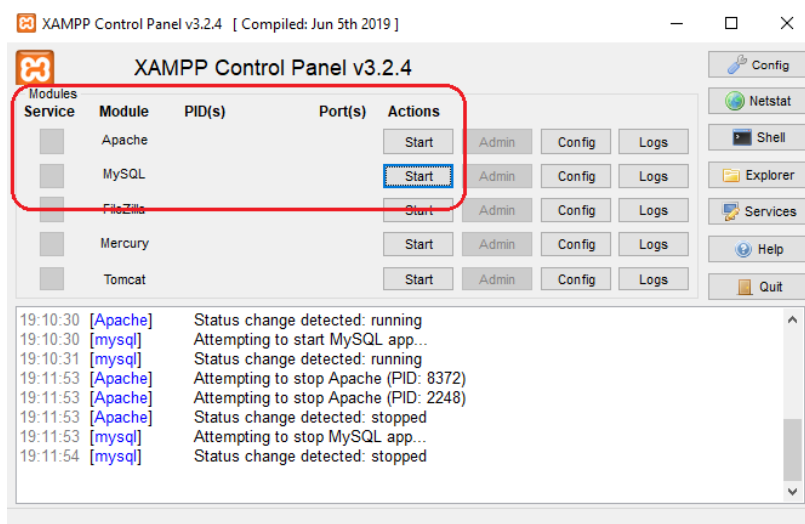 XAMPP Control Panel v3.2.4 [ Compiled: Jun 5th 2019 ]
XAMPP Control Panel v3.2.4
Config
Modules
Service Module PID(s) Port(s) Actions
Netstat
Apache Start Admin Config Logs
Shell
MySQL Start Admin Config Logs
Explorer
FileZilla Start Admin Config Logs
Services
Mercury Start Admin Config Logs
Help
Tomcat Start Admin Config Logs
Quit
19:10:30 [Apache] Status change detected: running
19:10:30 [mysql] Attempting to start MySQL app...
19:10:31 [mysql] Status change detected: running
19:11:53 [Apache] Attempting to stop Apache (PID: 8372)
19:11:53 [Apache] Attempting to stop Apache (PID: 2248)
19:11:53 [Apache] Status change detected: stopped
19:11:53 [mysql] Attempting to stop MySQL app...
19:11:54 [mysql] Status change detected: stopped